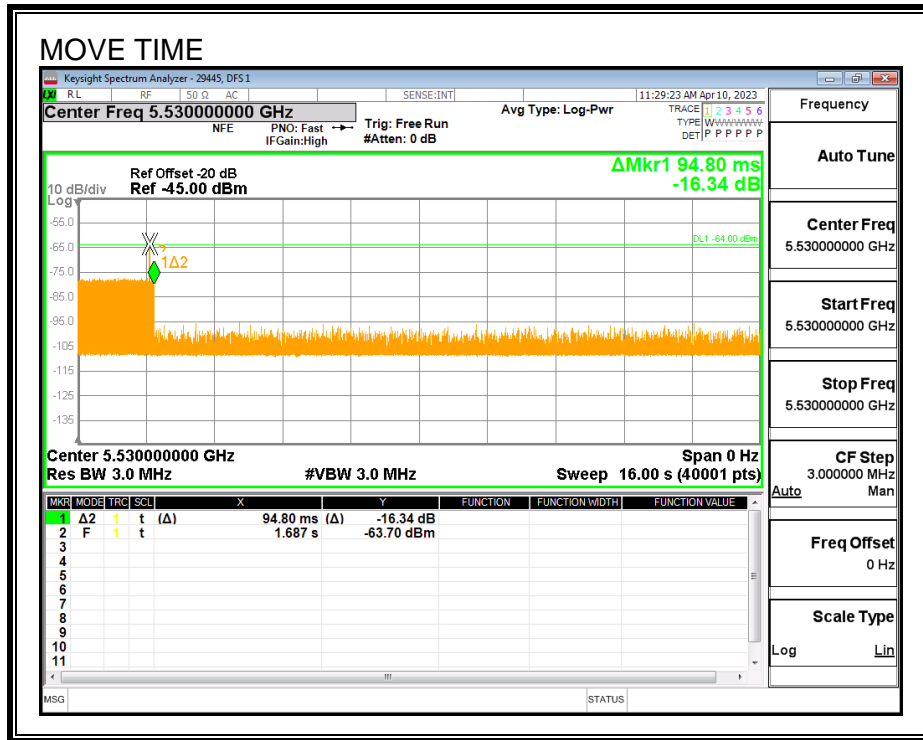 MOVE TIME
Keysight Spectrum Analyzer - 29445, DFS 1
LXI RL RF 50 Ω AC SENSE:INT 11:29:23 AM Apr 10, 2023
Center Freq 5.530000000 GHz
NFE PNO: Fast Trig: Free Run
IFGain:High #Atten: 0 dB
Avg Type: Log-Pwr
TRACE 1 2 3 4 5 6
TYPE W
DET P P P P P P
ΔMkr1 94.80 ms
-16.34 dB
Ref Offset -20 dB
10 dB/div Ref -45.00 dBm
Log
-55.0
DL1 -64.00 dBm
-65.0
?
1Δ2
-75.0
-85.0
-95.0
-105
-115
-125
-135
Center 5.530000000 GHz Span 0 Hz
Res BW 3.0 MHz #VBW 3.0 MHz Sweep 16.00 s (40001 pts)
MKR MODE TRC SCL X Y FUNCTION FUNCTION WIDTH FUNCTION VALUE
1 Δ2 1 t (Δ) 94.80 ms (Δ) -16.34 dB
2 F 1 t 1.687 s -63.70 dBm
3
4
5
6
7
8
9
10
11
MSG STATUS
Frequency
Auto Tune
Center Freq
5.530000000 GHz
Start Freq
5.530000000 GHz
Stop Freq
5.530000000 GHz
CF Step
3.000000 MHz
Auto Man
Freq Offset
0 Hz
Scale Type
Log Lin